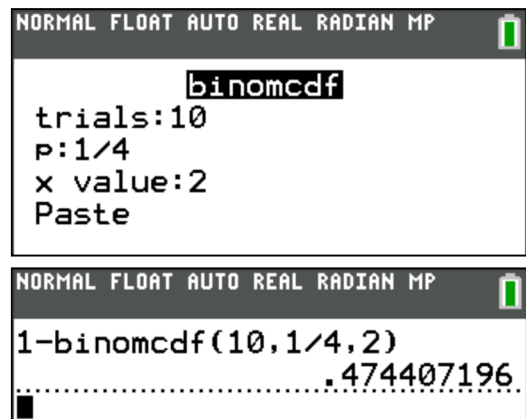 NORMAL FLOAT AUTO REAL RADIAN MP
binomcdf
trials:10
p:1/4
x value:2
Paste
NORMAL FLOAT AUTO REAL RADIAN MP
1-binomcdf(10,1/4,2)
.474407196